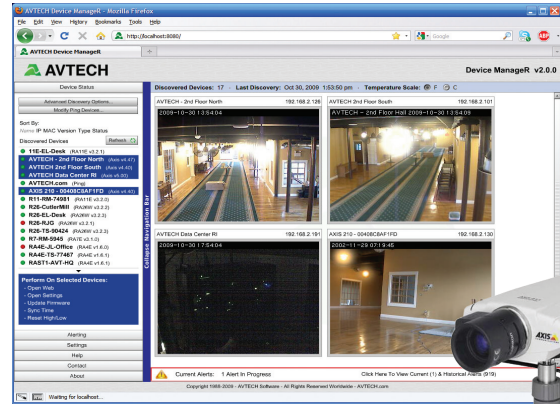 AVTECH Device ManageR - Mozilla Firefox
File Edit View History Bookmarks Tools Help
http://localhost:8080/
Google
ABP
AVTECH Device ManageR
AVTECH
Device ManageR v2.0.0
Device Status
Discovered Devices: 17 - Last Discovery: Oct 30, 2009 1:53:50 pm - Temperature Scale: F C
Advanced Discovery Options...
Modify Ping Devices...
Sort By:
Name IP MAC Version Type Status
Discovered Devices
Refresh
11E-EL-Desk (RA11E v3.2.1)
AVTECH - 2nd Floor North (Axis v4.47)
AVTECH 2nd Floor South (Axis v4.40)
AVTECH Data Center RI (Axis v5.00)
AVTECH.com (Ping)
AXIS 210 - 00408C8AF1FD (Axis v4.40)
R11-RM-74981 (RA11E v2.0.0)
R26-CutlerMill (RA26W v3.2.2)
R26-EL-Desk (RA26W v3.2.2)
R26-RJG (RA26W v2.2.1)
R26-TS-90424 (RA26W v3.2.3)
R7-RM-5945 (RA7E v3.1.0)
RA4E-JL-Office (RA4E v1.6.0)
RA4E-TS-77467 (RA4E v1.6.1)
RAST1-AVT-HQ (RA4E v1.6.1)
Perform On Selected Devices:
- Open Web
- Open Settings
- Update Firmware
- Sync Time
- Reset High/Low
Alerting
Settings
Help
Contact
About
Collapse Navigation Bar
AVTECH - 2nd Floor North 192.168.2.126
2009-10-30 13:54:04
AVTECH 2nd Floor South 192.168.2.101
AVTECH - 2nd Floor Hall 2009-10-30 13:54:09
AVTECH Data Center RI 192.168.2.191
2009-10-30 17:54:04
AXIS 210 - 00408C8AF1FD 192.168.2.130
2002-11-29 07:19:45
AXIS
Current Alerts: 1 Alert In Progress
Click Here To View Current (1) & Historical Alerts (919)
Copyright 1988-2009 - AVTECH Software - All Rights Reserved Worldwide - AVTECH.com
Waiting for localhost...